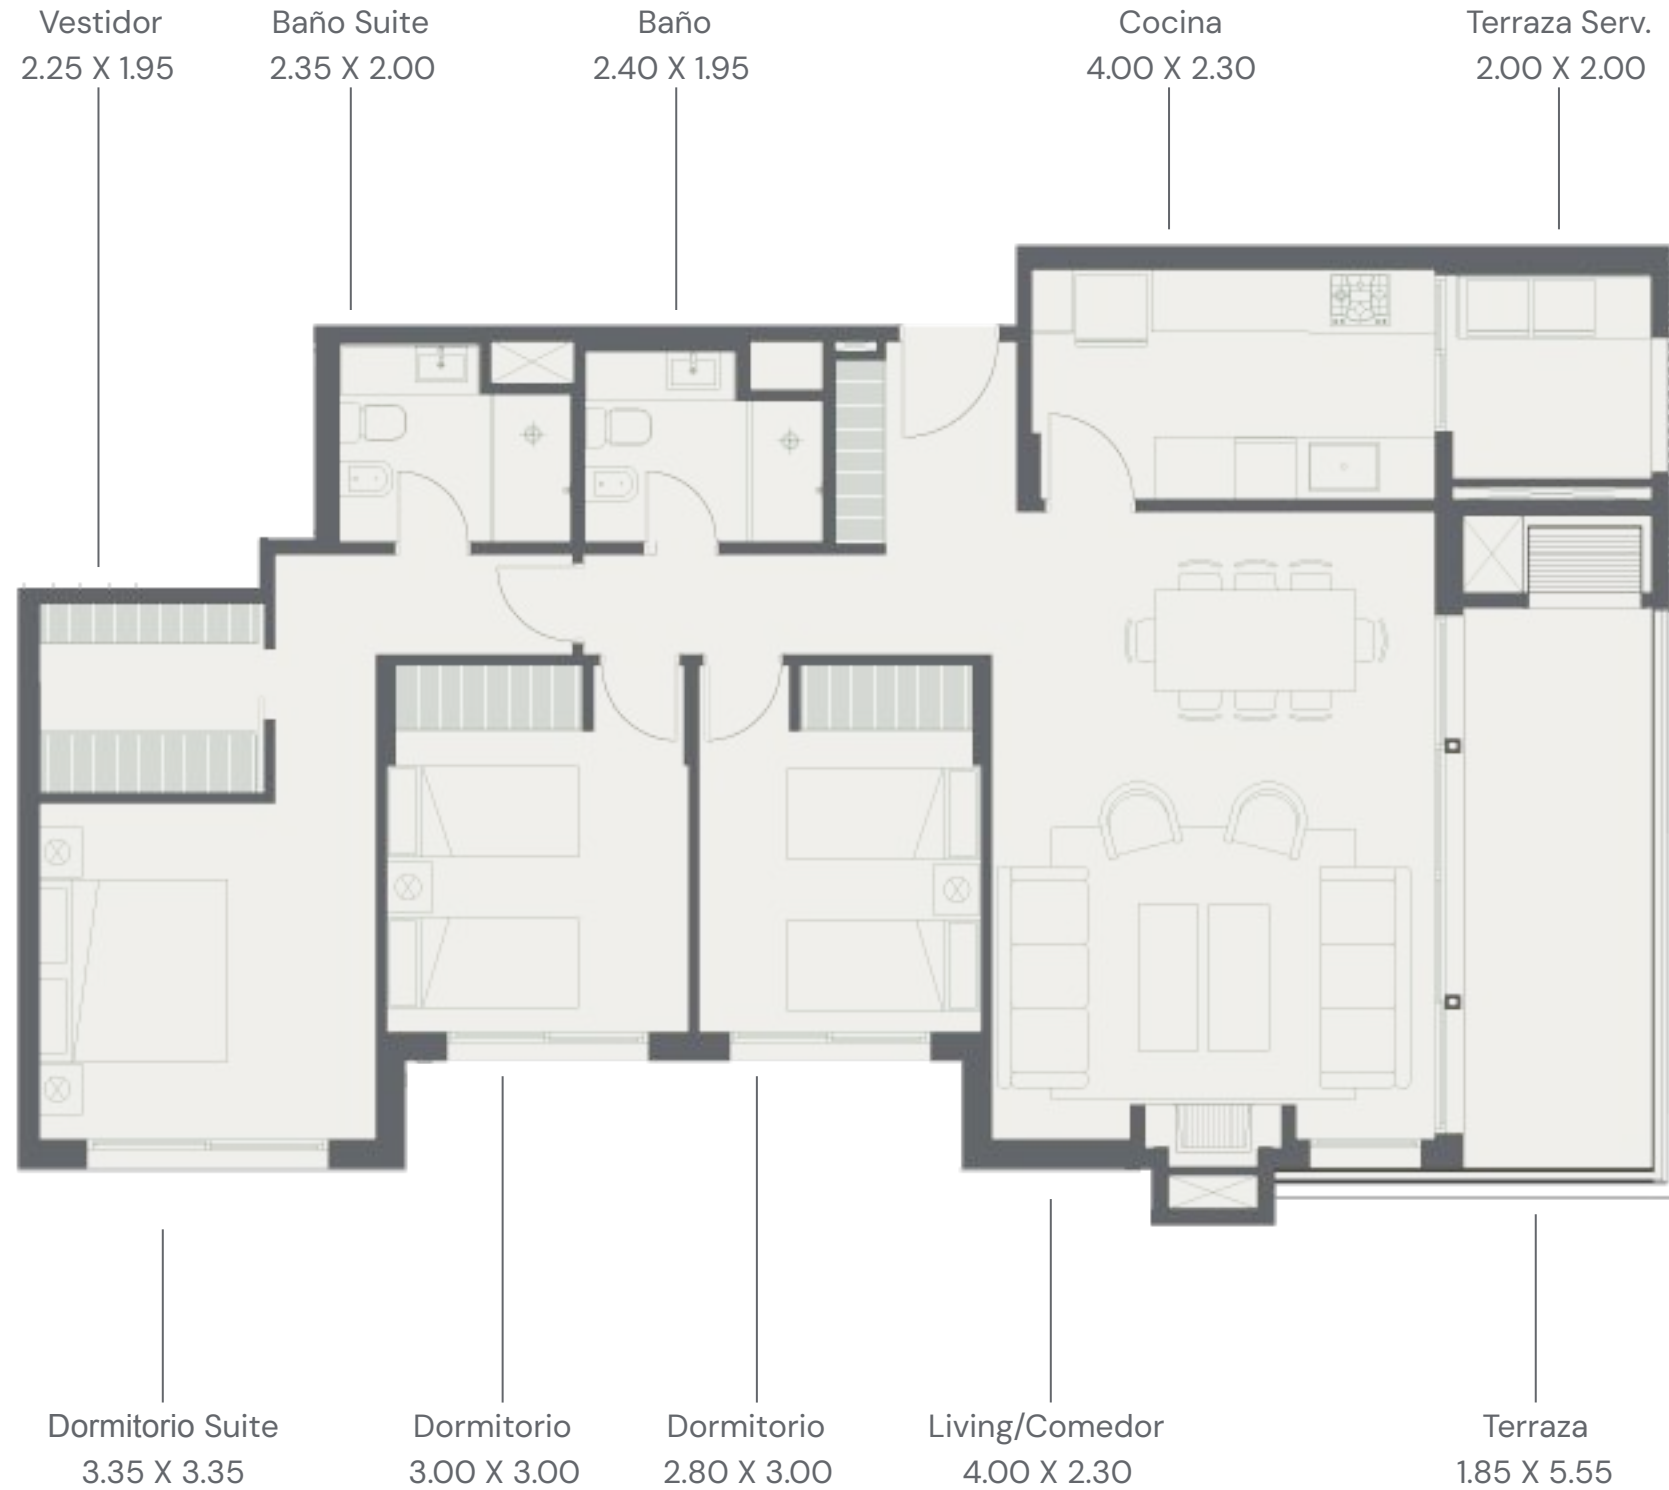 Vestidor
2.25 X 1.95
Baño Suite
2.35 X 2.00
Baño
2.40 X 1.95
Cocina
4.00 X 2.30
Terraza Serv.
2.00 X 2.00
Dormitorio Suite
3.35 X 3.35
Dormitorio
3.00 X 3.00
Dormitorio
2.80 X 3.00
Living/Comedor
4.00 X 2.30
Terraza
1.85 X 5.55